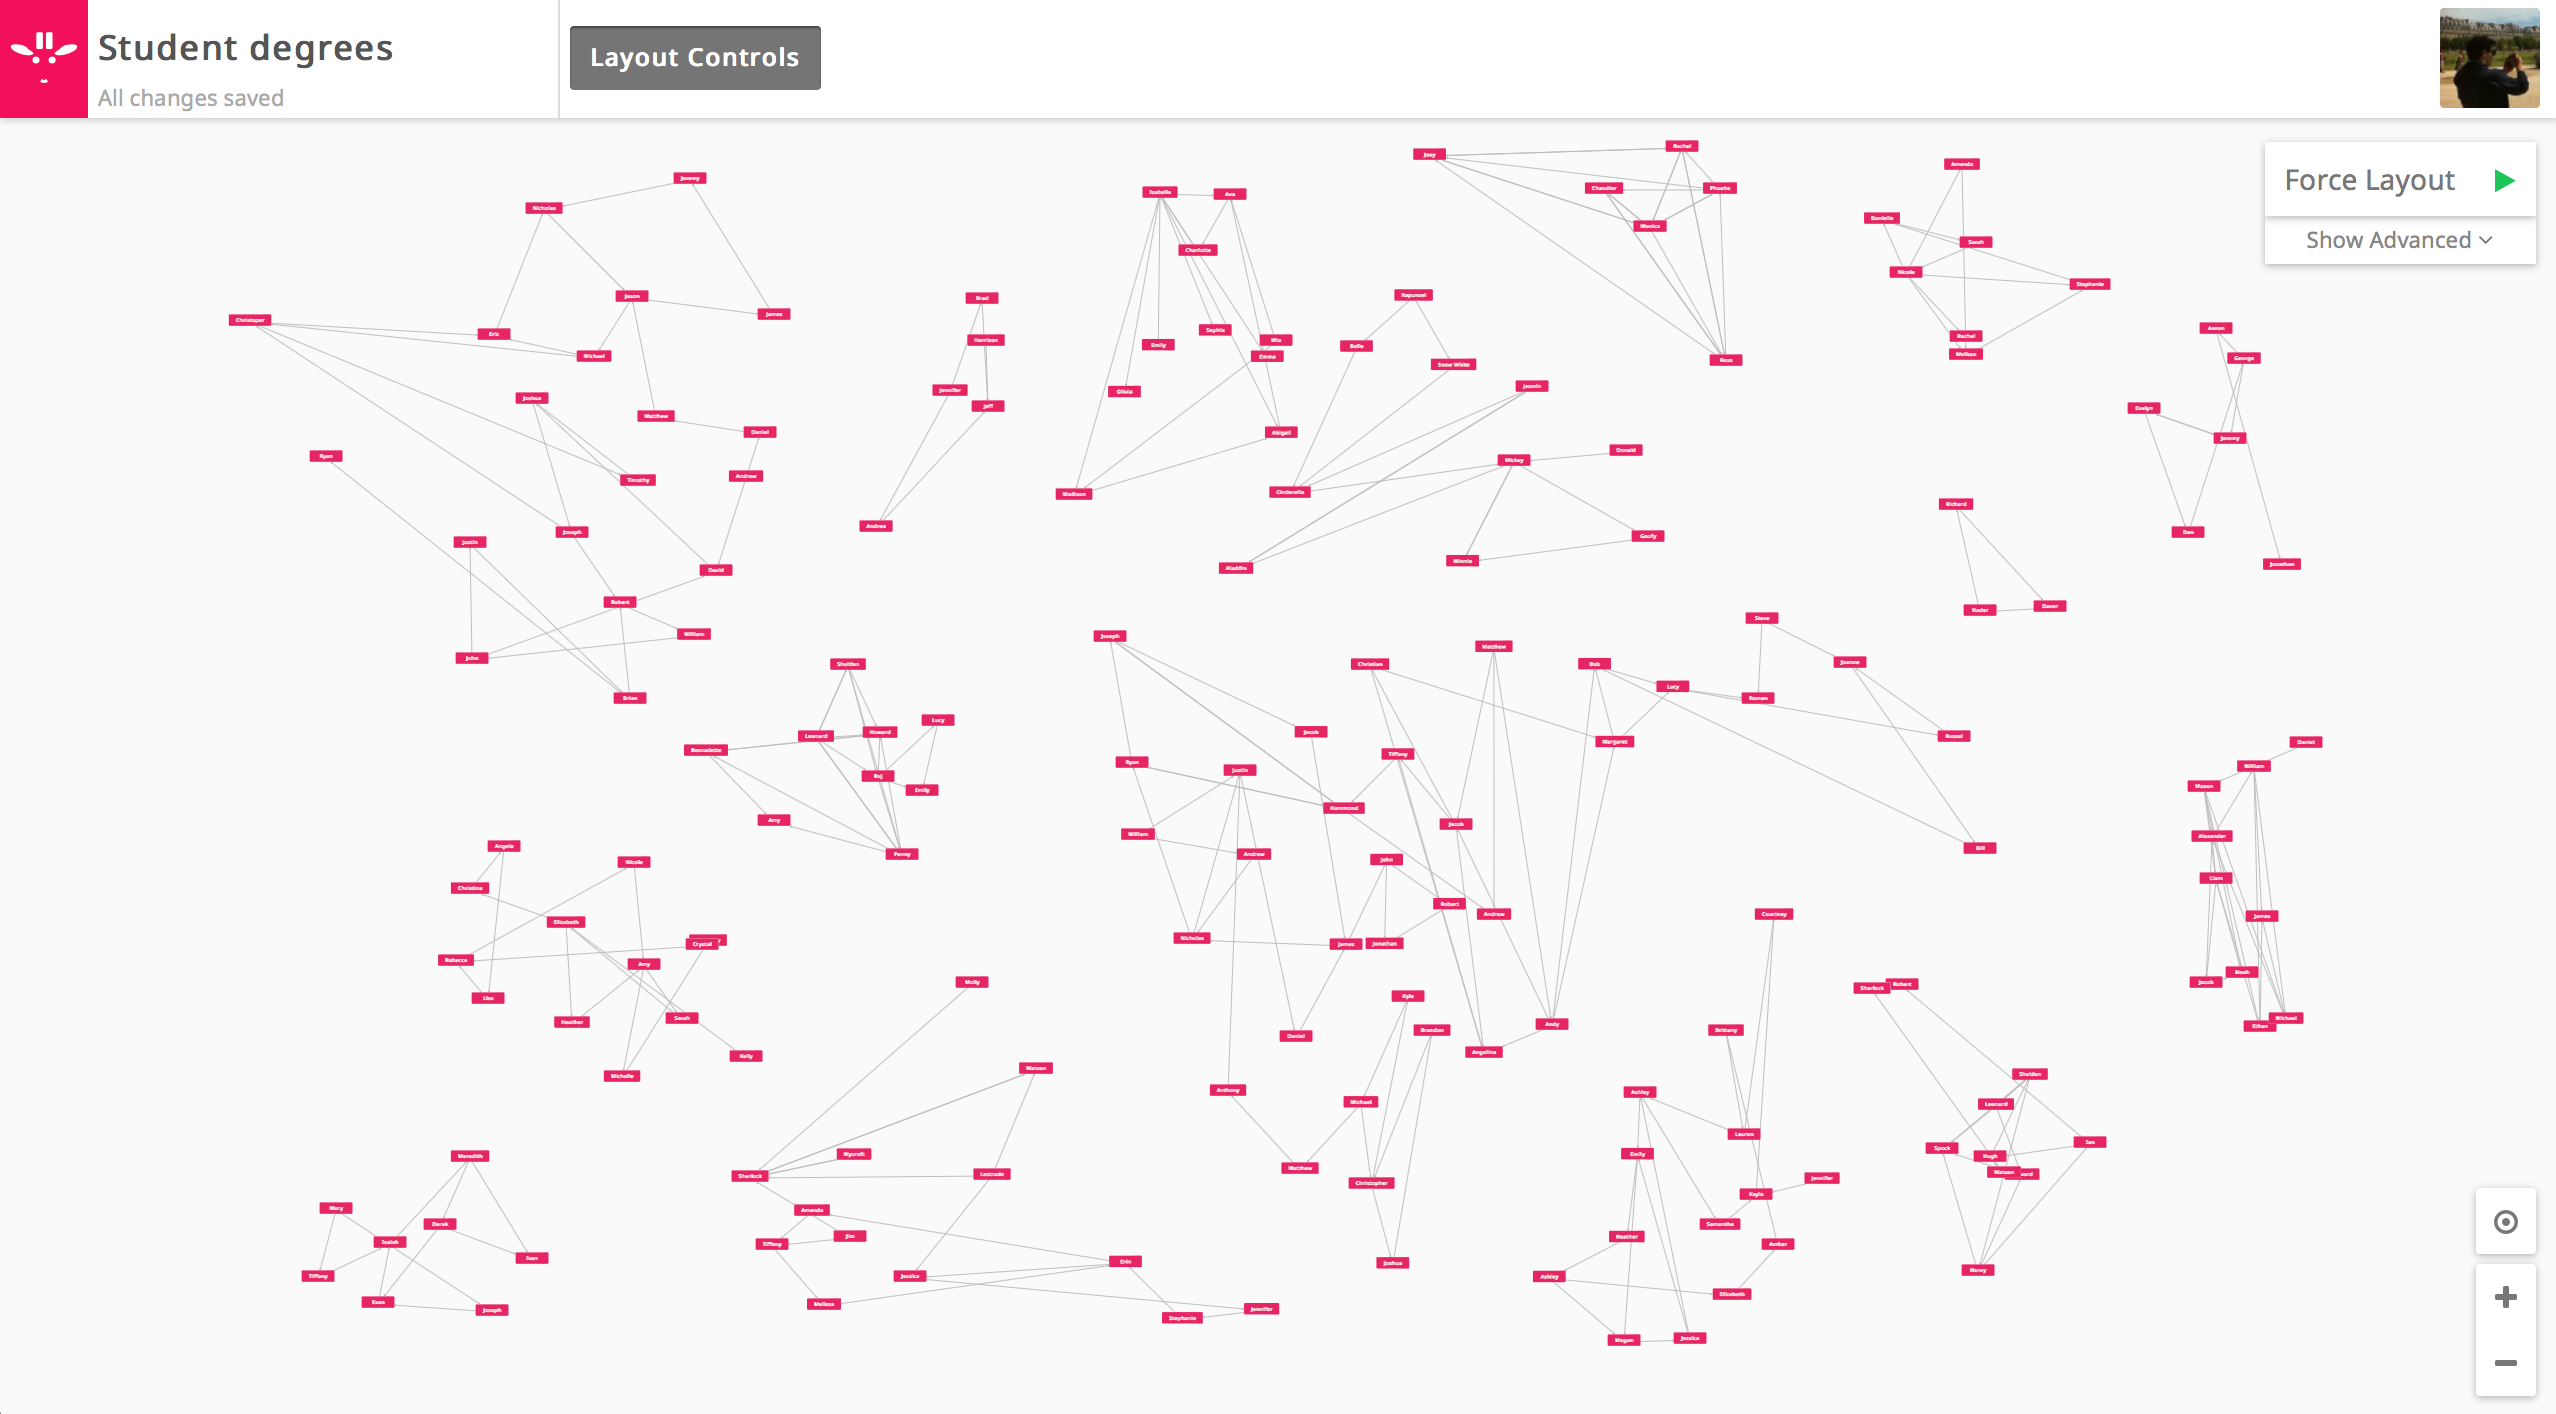 Student degrees
All changes saved
Layout Controls
Force Layout
Show Advanced
Jeremy
Nicholas
Jason
James
Christoper
Eric
Michael
Joshua
Matthew
Daniel
Ryan
Timothy
Andrew
Joseph
Justin
David
Robert
William
John
Brian
Brad
Harrison
Jennifer
Jeff
Andrea
Isabella
Ava
Charlotte
Sophia
Mia
Emily
Emma
Olivia
Abigail
Madison
Joey
Rachel
Chandler
Phoebe
Monica
Ross
Rapunzel
Belle
Snow White
Jasmin
Mickey
Donald
Cinderella
Goofy
Minnie
Aladdin
Amanda
Danielle
Sarah
Nicole
Stephanie
Rachel
Melissa
Aaron
George
Evelyn
Jeremy
Dan
Jonathan
Richard
Nader
Steve
Joanne
Roman
Russel
Bill
Joseph
Christian
Matthew
Bob
Lucy
Margaret
Jacob
Tiffany
Ryan
Justin
Hammond
Jacob
William
Andrew
John
Robert
Andrew
Nicholas
James
Jonathan
Daniel
Kyle
Brandon
Andy
Angelina
Anthony
Michael
Matthew
Christopher
Joshua
Sheldon
Lucy
Leonard
Howard
Bernadette
Raj
Emily
Amy
Penny
Angela
Nicole
Christina
Elizabeth
Crystal
Rebecca
Amy
Lisa
Heather
Sarah
Kelly
Michelle
Molly
Watson
Mycroft
Sherlock
Lestrade
Amanda
Jim
Tiffany
Erin
Jessica
Melissa
Stephanie
Jennifer
Meredith
Mary
Derek
Isaiah
Tiffany
Evan
Joseph
Courtney
Brittany
Ashley
Lauren
Emily
Jennifer
Kayla
Samantha
Heather
Amber
Ashley
Elizabeth
Megan
Jessica
Sherlock
Robert
Sheldon
Leonard
Spock
Ian
Hugh
Watson
Daniel
William
Mason
Alexander
Liam
James
Noah
Jacob
Michael
Ethan